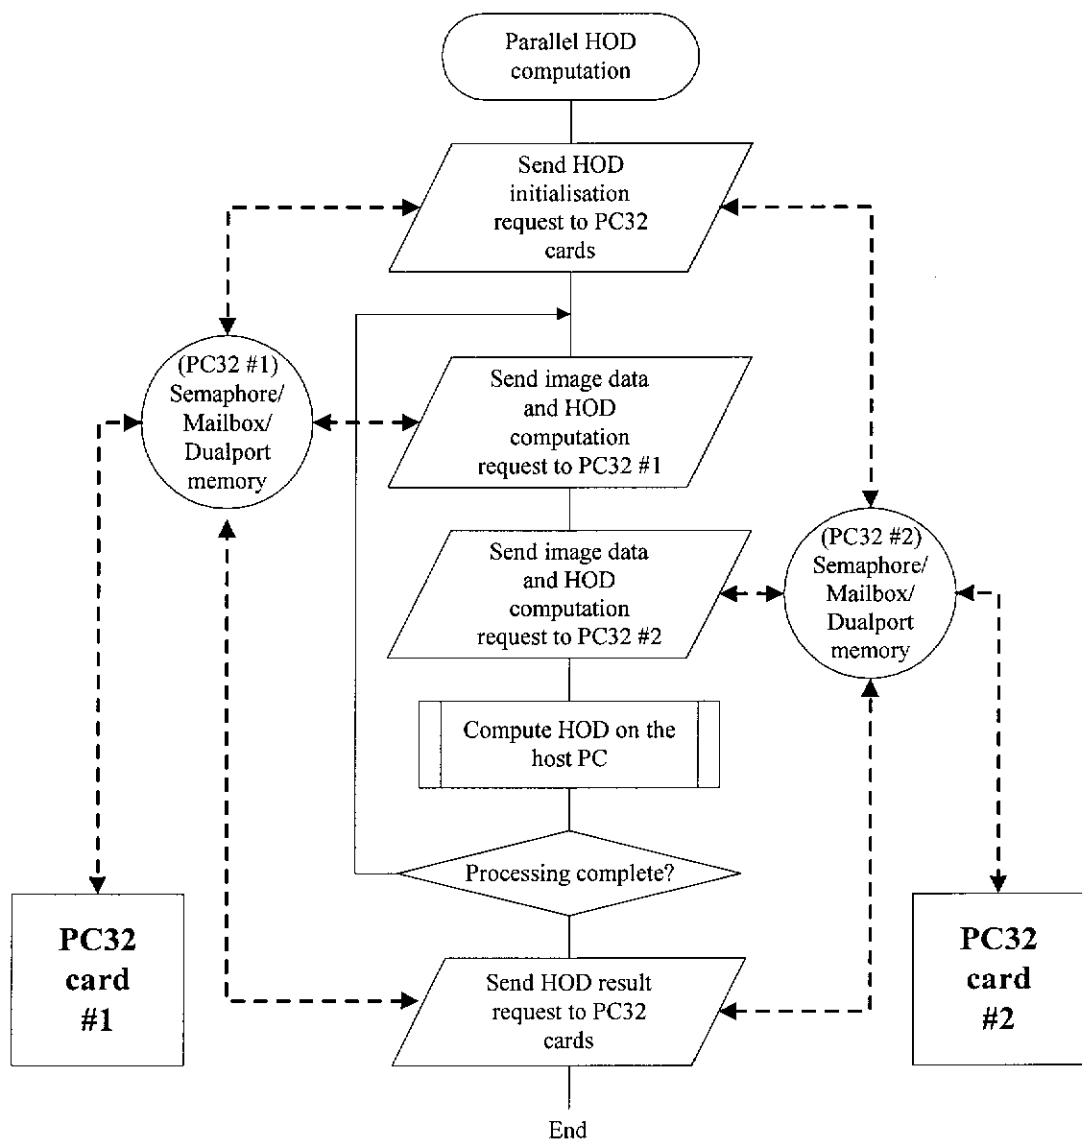 Parallel HOD
computation
Send HOD
initialisation
request to PC32
cards
(PC32 #1)
Semaphore/
Mailbox/
Dualport
memory
Send image data
and HOD
computation
request to PC32 #1
Send image data
and HOD
computation
request to PC32 #2
(PC32 #2)
Semaphore/
Mailbox/
Dualport
memory
Compute HOD on the
host PC
Processing complete?
PC32
card
#1
Send HOD result
request to PC32
cards
PC32
card
#2
End